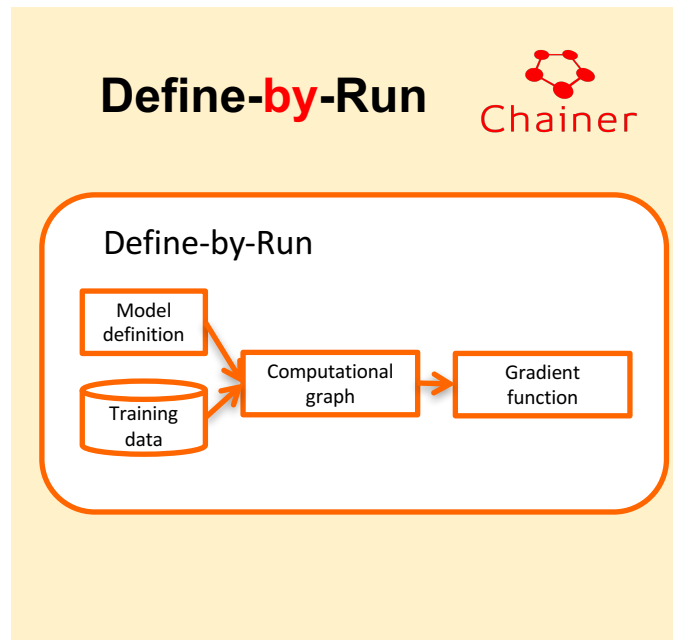 Define-by-Run
Chainer
Define-by-Run
Model
definition
Training
data
Computational
graph
Gradient
function